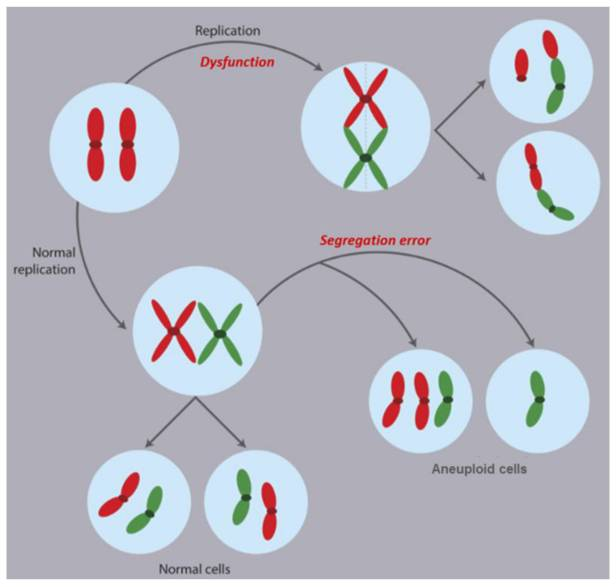 Replication
Dysfunction
Normal
replication
Segregation error
Aneuploid cells
Normal cells